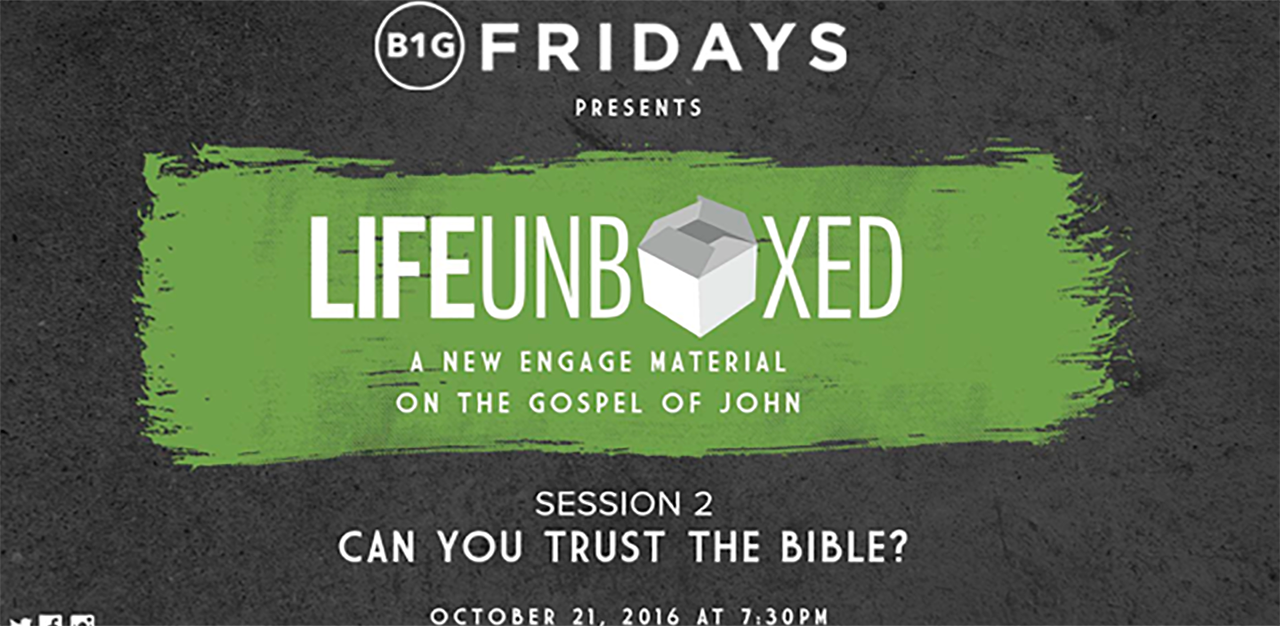 B1G FRIDAYS
PRESENTS
LIFEUNBOXED
A NEW ENGAGE MATERIAL
ON THE GOSPEL OF JOHN
SESSION 2
CAN YOU TRUST THE BIBLE?
OCTOBER 21, 2016 AT 7:30PM